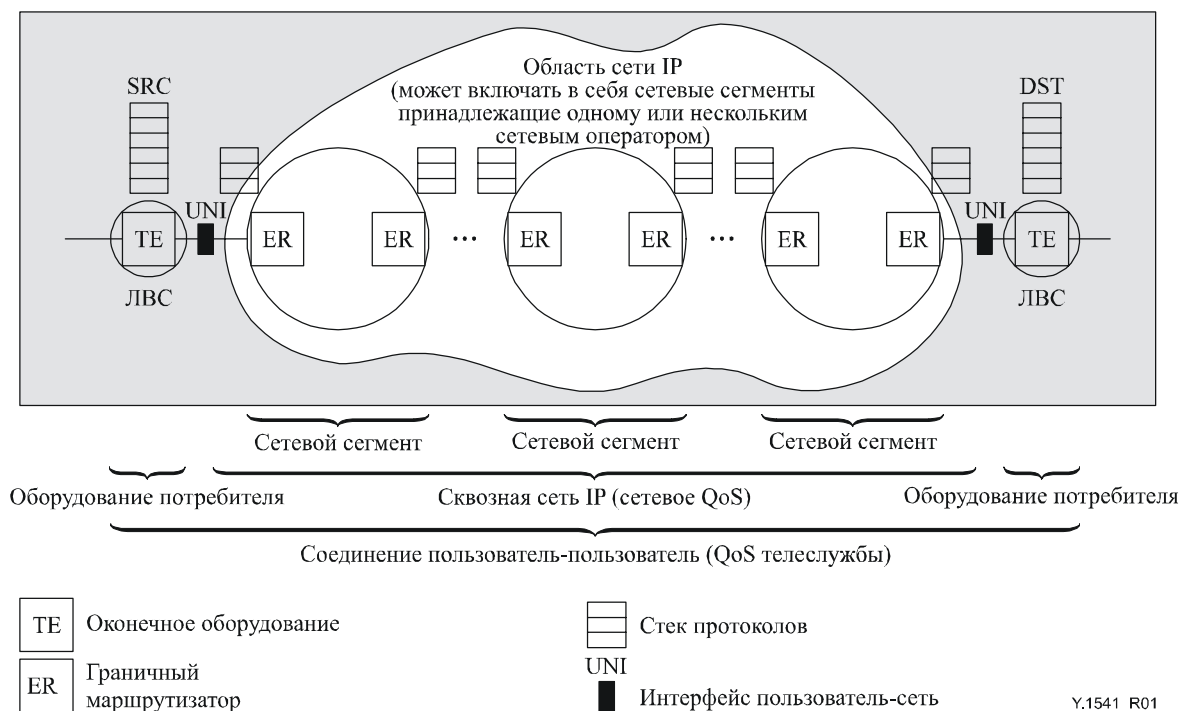 Область сети IP
(может включать в себя сетевые сегменты
принадлежащие одному или нескольким
сетевым оператором)
SRC
DST
UNI
UNI
TE
ER
ER
...
ER
ER
...
ER
ER
TE
ЛВС
ЛВС
Сетевой сегмент
Сетевой сегмент
Сетевой сегмент
Оборудование потребителя
Сквозная сеть IP (сетевое QoS)
Оборудование потребителя
Соединение пользователь-пользователь (QoS телеслужбы)
TE
Оконечное оборудование
Стек протоколов
ER
Граничный
маршрутизатор
UNI
Интерфейс пользователь-сеть
Y.1541_R01